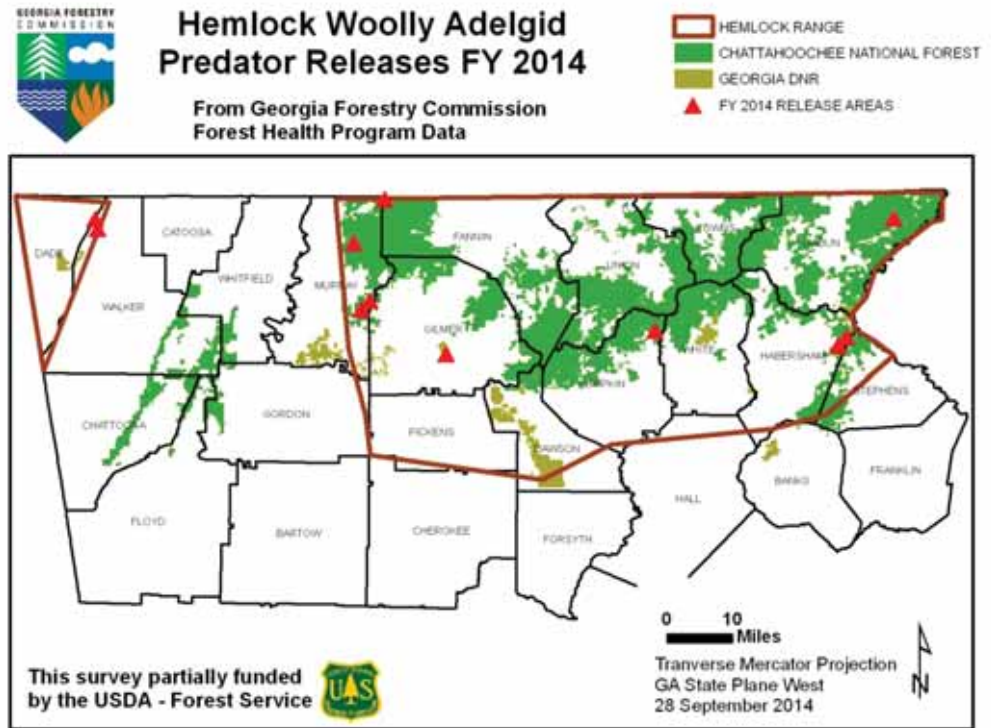 GEORGIA FORESTRY
COMMISSION
Hemlock Woolly Adelgid
Predator Releases FY 2014
From Georgia Forestry Commission
Forest Health Program Data
HEMLOCK RANGE
CHATTAHOOCHEE NATIONAL FOREST
GEORGIA DNR
FY 2014 RELEASE AREAS
DADE
CATOOSA
WALKER
WHITFIELD
MURRAY
FANNIN
GILMER
UNION
TOWNS
RABUN
WHITE
HABERSHAM
STEPHENS
LUMPKIN
CHATTOOGA
GORDON
PICKENS
DAWSON
FLOYD
BARTOW
CHEROKEE
FORSYTH
HALL
BANKS
FRANKLIN
0 10
Miles
Tranverse Mercator Projection
GA State Plane West
28 September 2014
N
This survey partially funded
by the USDA - Forest Service
U S